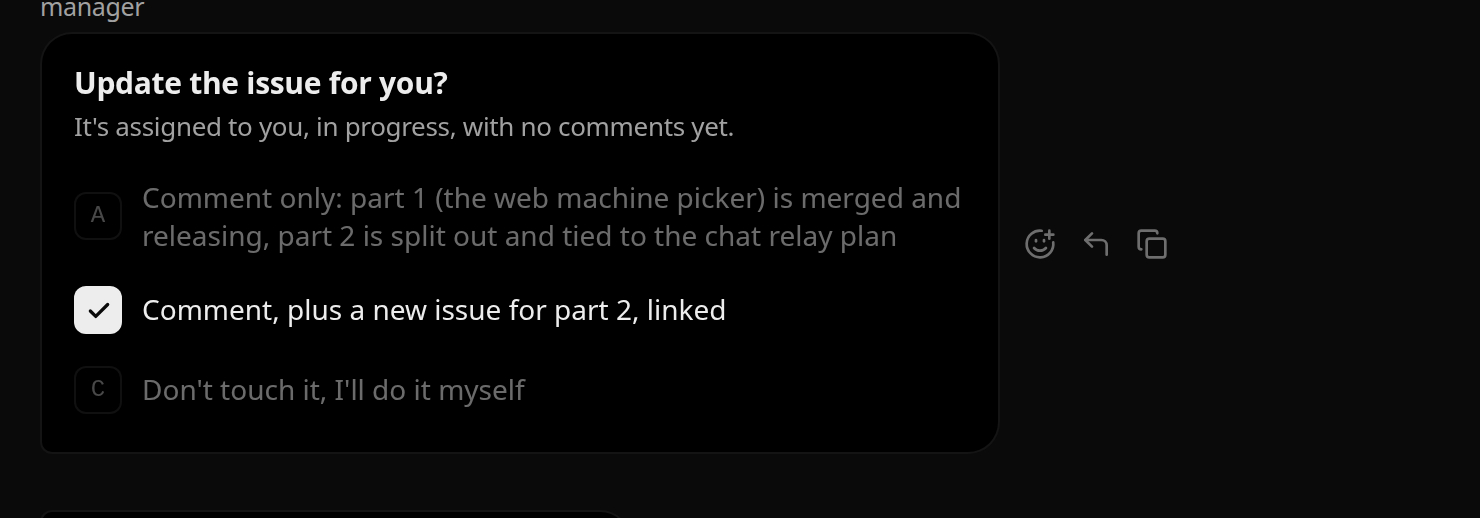 manager
Update the issue for you?
It's assigned to you, in progress, with no comments yet.
A
Comment only: part 1 (the web machine picker) is merged and
releasing, part 2 is split out and tied to the chat relay plan
Comment, plus a new issue for part 2, linked
C
Don't touch it, I'll do it myself